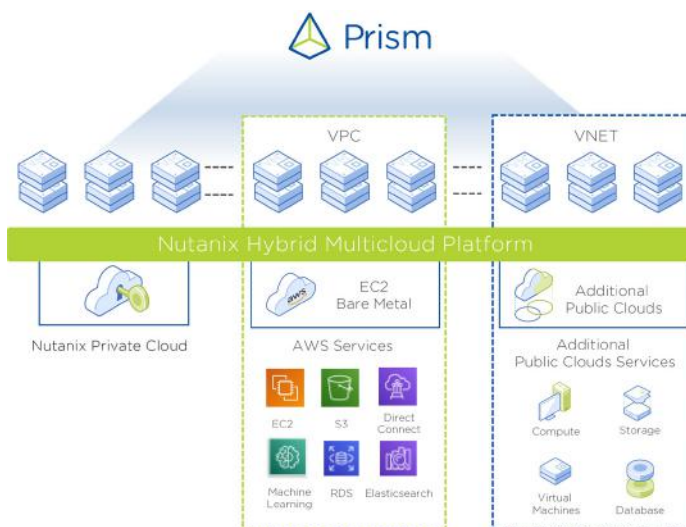 Prism
VPC
VNET
Nutanix Hybrid Multicloud Platform
Nutanix Private Cloud
aws
EC2
Bare Metal
Additional
Public Clouds
AWS Services
EC2
S3
Direct
Connect
Machine
Learning
RDS
Elasticsearch
Additional
Public Clouds Services
Compute
Storage
Virtual
Machines
Database